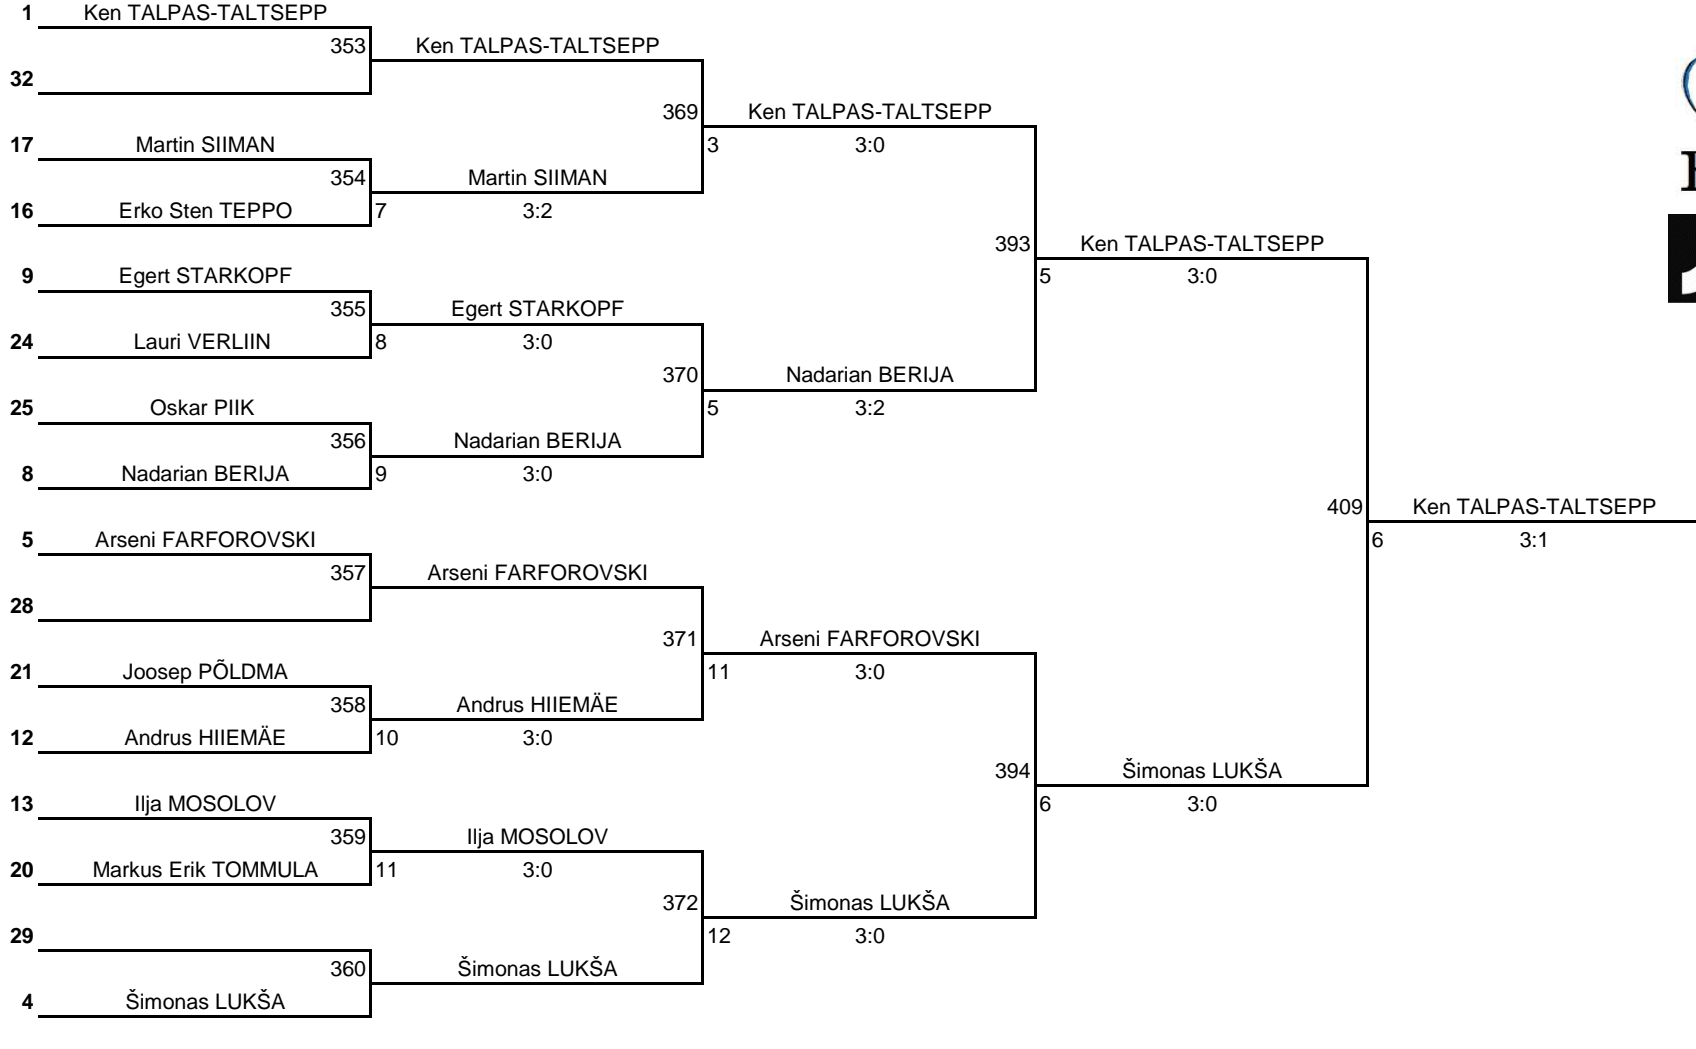 1 Ken TALPAS-TALTSEPP
353 Ken TALPAS-TALTSEPP
32
369 Ken TALPAS-TALTSEPP
17 Martin SIIMAN 3 3:0
354 Martin SIIMAN
16 Erko Sten TEPPO 7 3:2
393 Ken TALPAS-TALTSEPP
9 Egert STARKOPF 5 3:0
355 Egert STARKOPF
24 Lauri VERLIIN 8 3:0
370 Nadarian BERIJA
25 Oskar PIIK 5 3:2
356 Nadarian BERIJA
8 Nadarian BERIJA 9 3:0
409 Ken TALPAS-TALTSEPP
5 Arseni FARFOROVSKI 6 3:1
357 Arseni FARFOROVSKI
28
371 Arseni FARFOROVSKI
21 Joosep PÕLDMA 11 3:0
358 Andrus HIIEMÄE
12 Andrus HIIEMÄE 10 3:0
394 Šimonas LUKŠA
13 Ilja MOSOLOV 6 3:0
359 Ilja MOSOLOV
20 Markus Erik TOMMULA 11 3:0
372 Šimonas LUKŠA
29 12 3:0
360 Šimonas LUKŠA
4 Šimonas LUKŠA